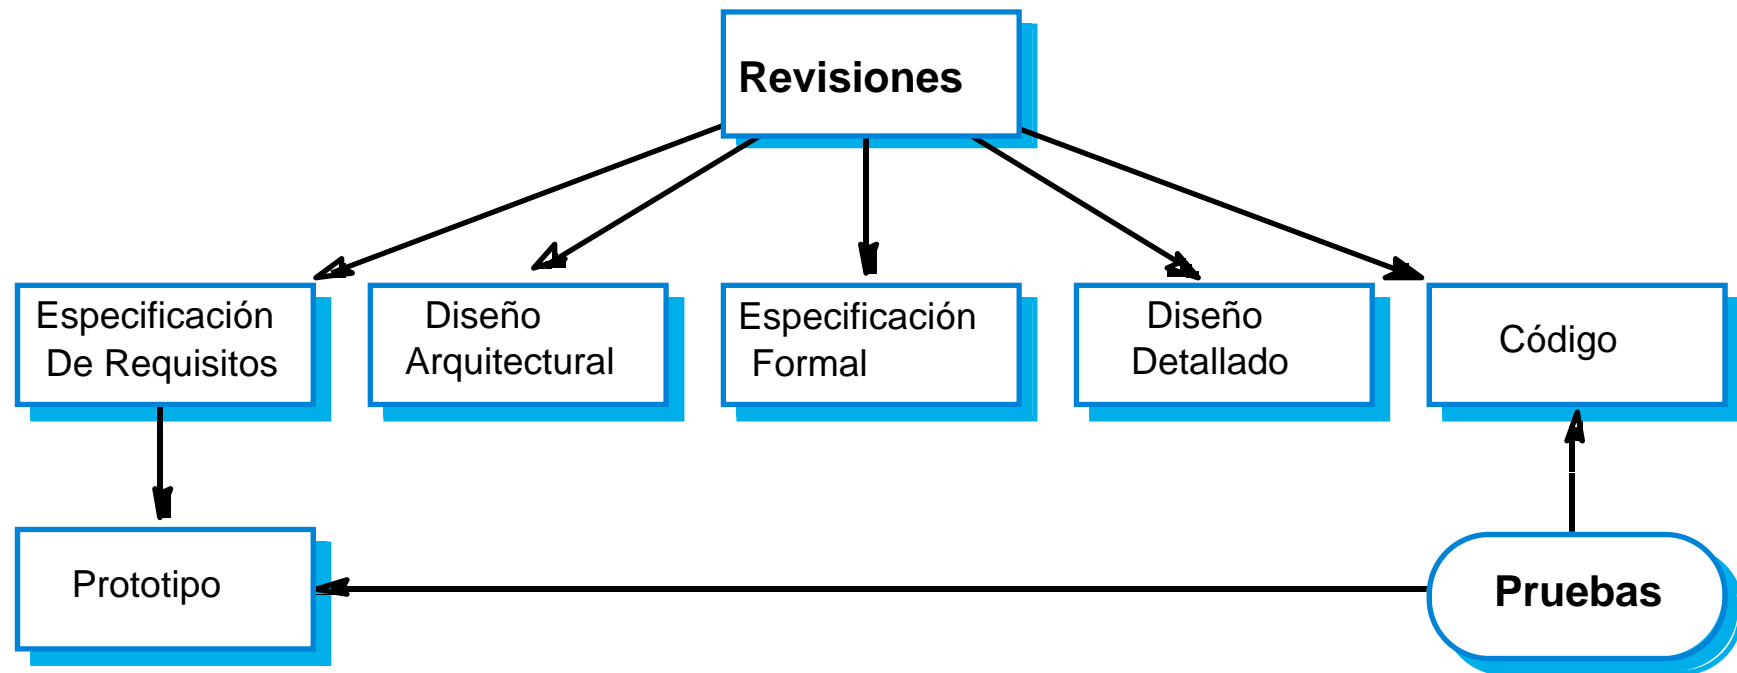 Revisiones
Especificación
De Requisitos
Diseño
Arquitectural
Especificación
Formal
Diseño
Detallado
Código
Prototipo
Pruebas